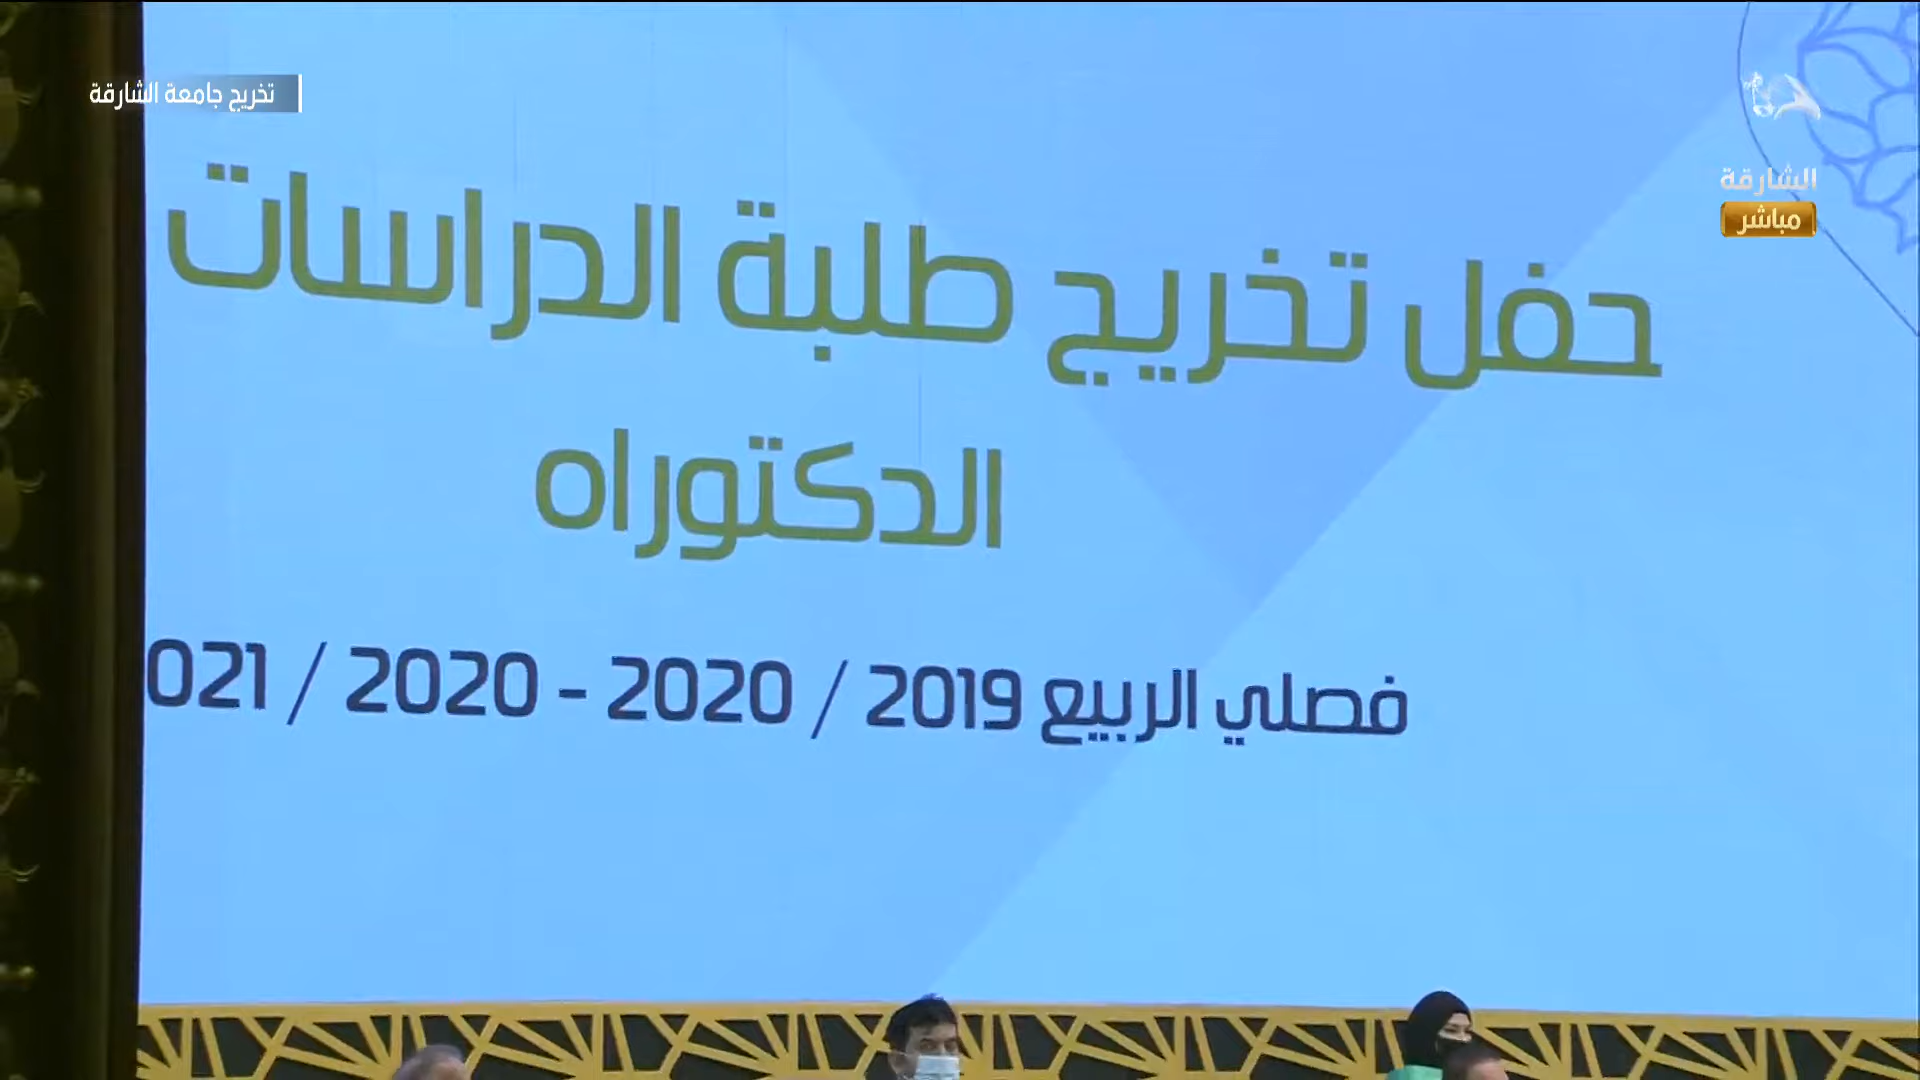 تخريج جامعة الشارقة
الشارقة
مباشر
حفل تخريج طلبة الدراسات
الدكتوراه
فصلي الربيع 2019 / 2020 - 2020 / 021